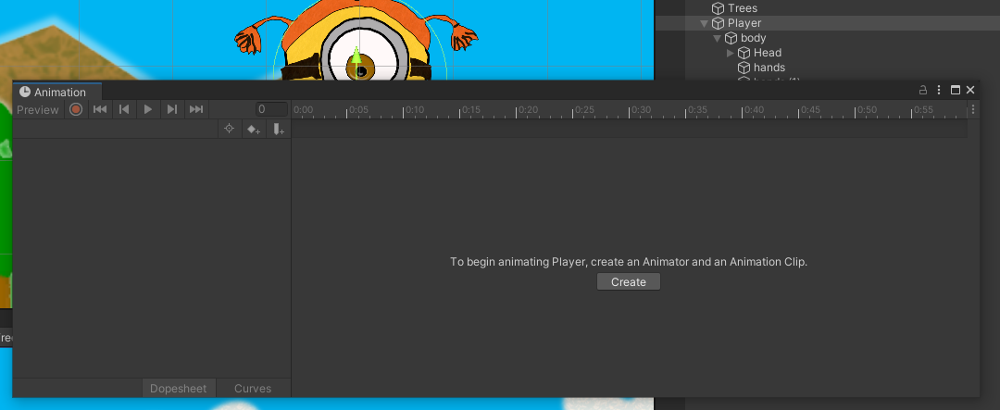 Trees
Player
body
Head
hands
Animation
Preview
0
0:00
0:05
0:10
0:15
0:20
0:25
0:30
0:35
0:40
0:45
0:50
0:55
To begin animating Player, create an Animator and an Animation Clip.
Create
Dopesheet
Curves